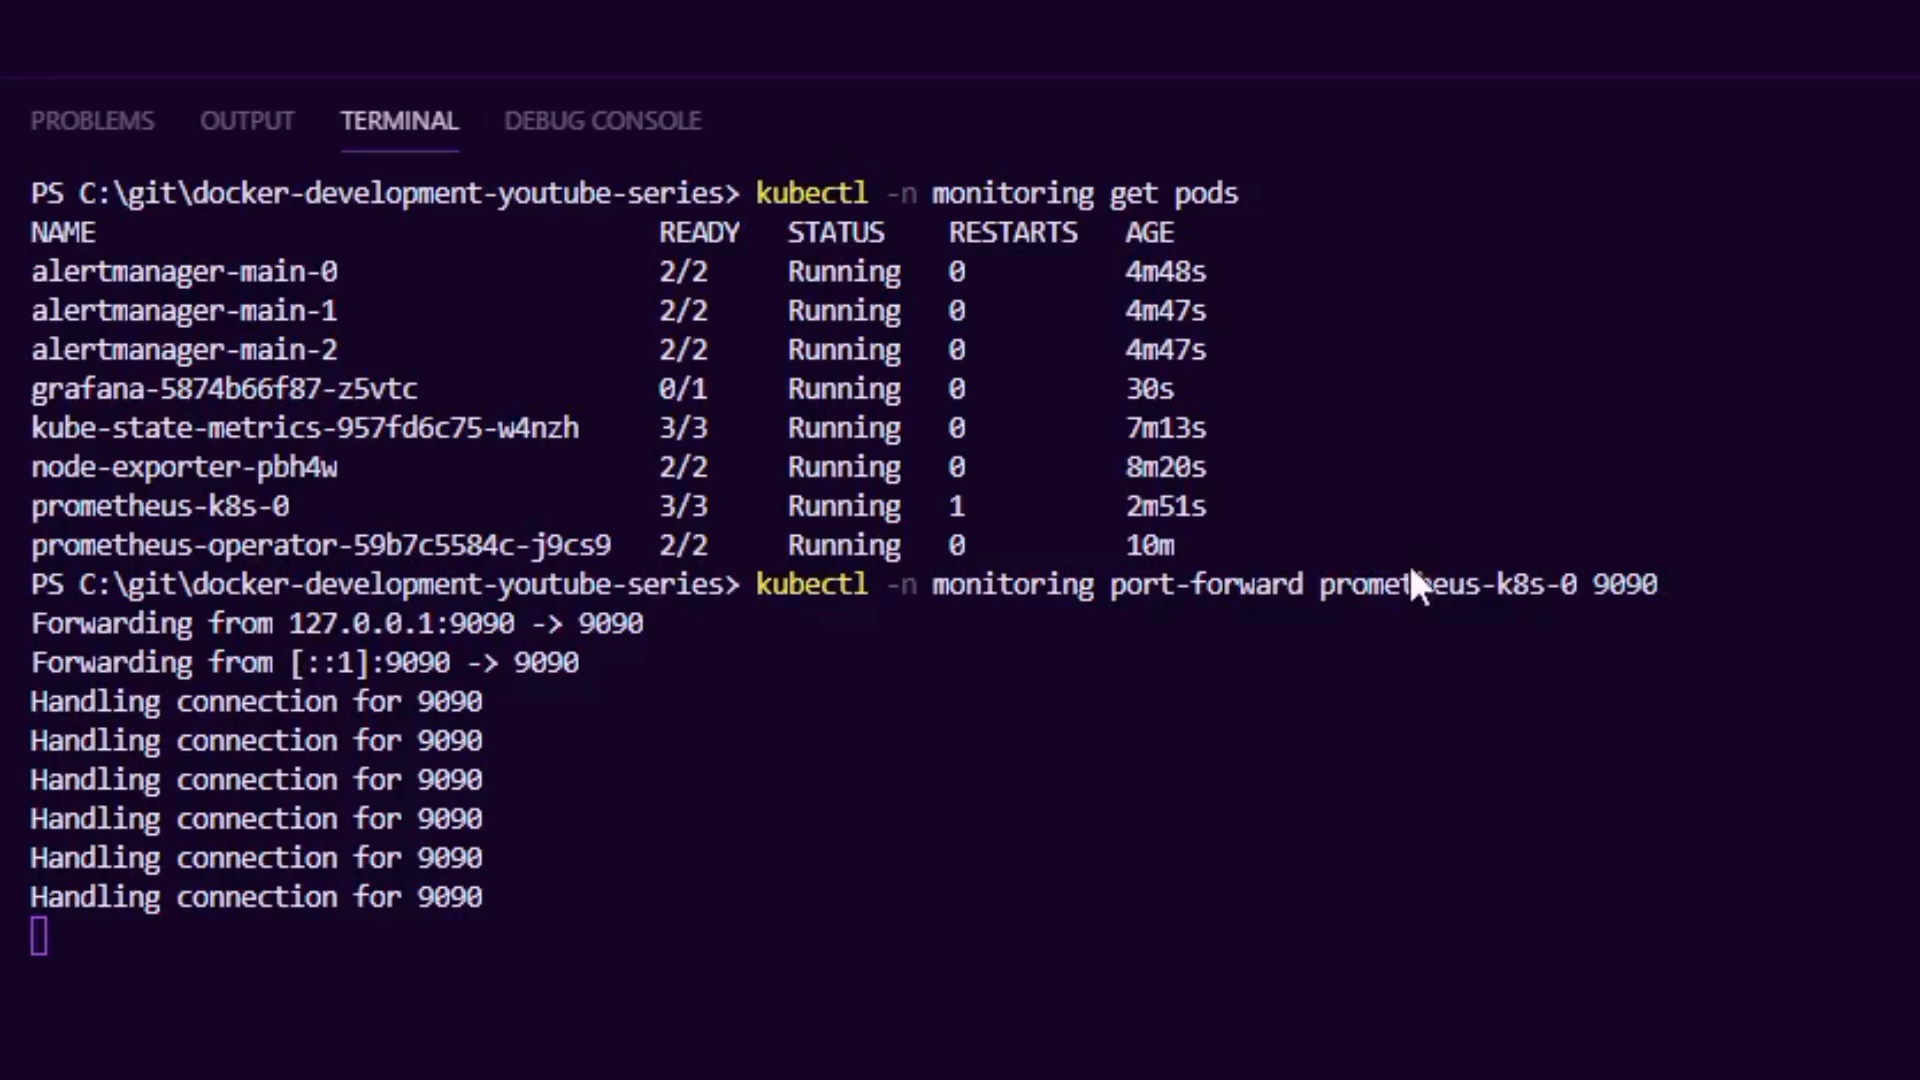 PROBLEMS OUTPUT TERMINAL DEBUG CONSOLE
PS C:\git\docker-development-youtube-series> kubectl -n monitoring get pods
NAME READY STATUS RESTARTS AGE
alertmanager-main-0 2/2 Running 0 4m48s
alertmanager-main-1 2/2 Running 0 4m47s
alertmanager-main-2 2/2 Running 0 4m47s
grafana-5874b66f87-z5vtc 0/1 Running 0 30s
kube-state-metrics-957fd6c75-w4nzh 3/3 Running 0 7m13s
node-exporter-pbh4w 2/2 Running 0 8m20s
prometheus-k8s-0 3/3 Running 1 2m51s
prometheus-operator-59b7c5584c-j9cs9 2/2 Running 0 10m
PS C:\git\docker-development-youtube-series> kubectl -n monitoring port-forward prometheus-k8s-0 9090
Forwarding from 127.0.0.1:9090 -> 9090
Forwarding from [::1]:9090 -> 9090
Handling connection for 9090
Handling connection for 9090
Handling connection for 9090
Handling connection for 9090
Handling connection for 9090
Handling connection for 9090